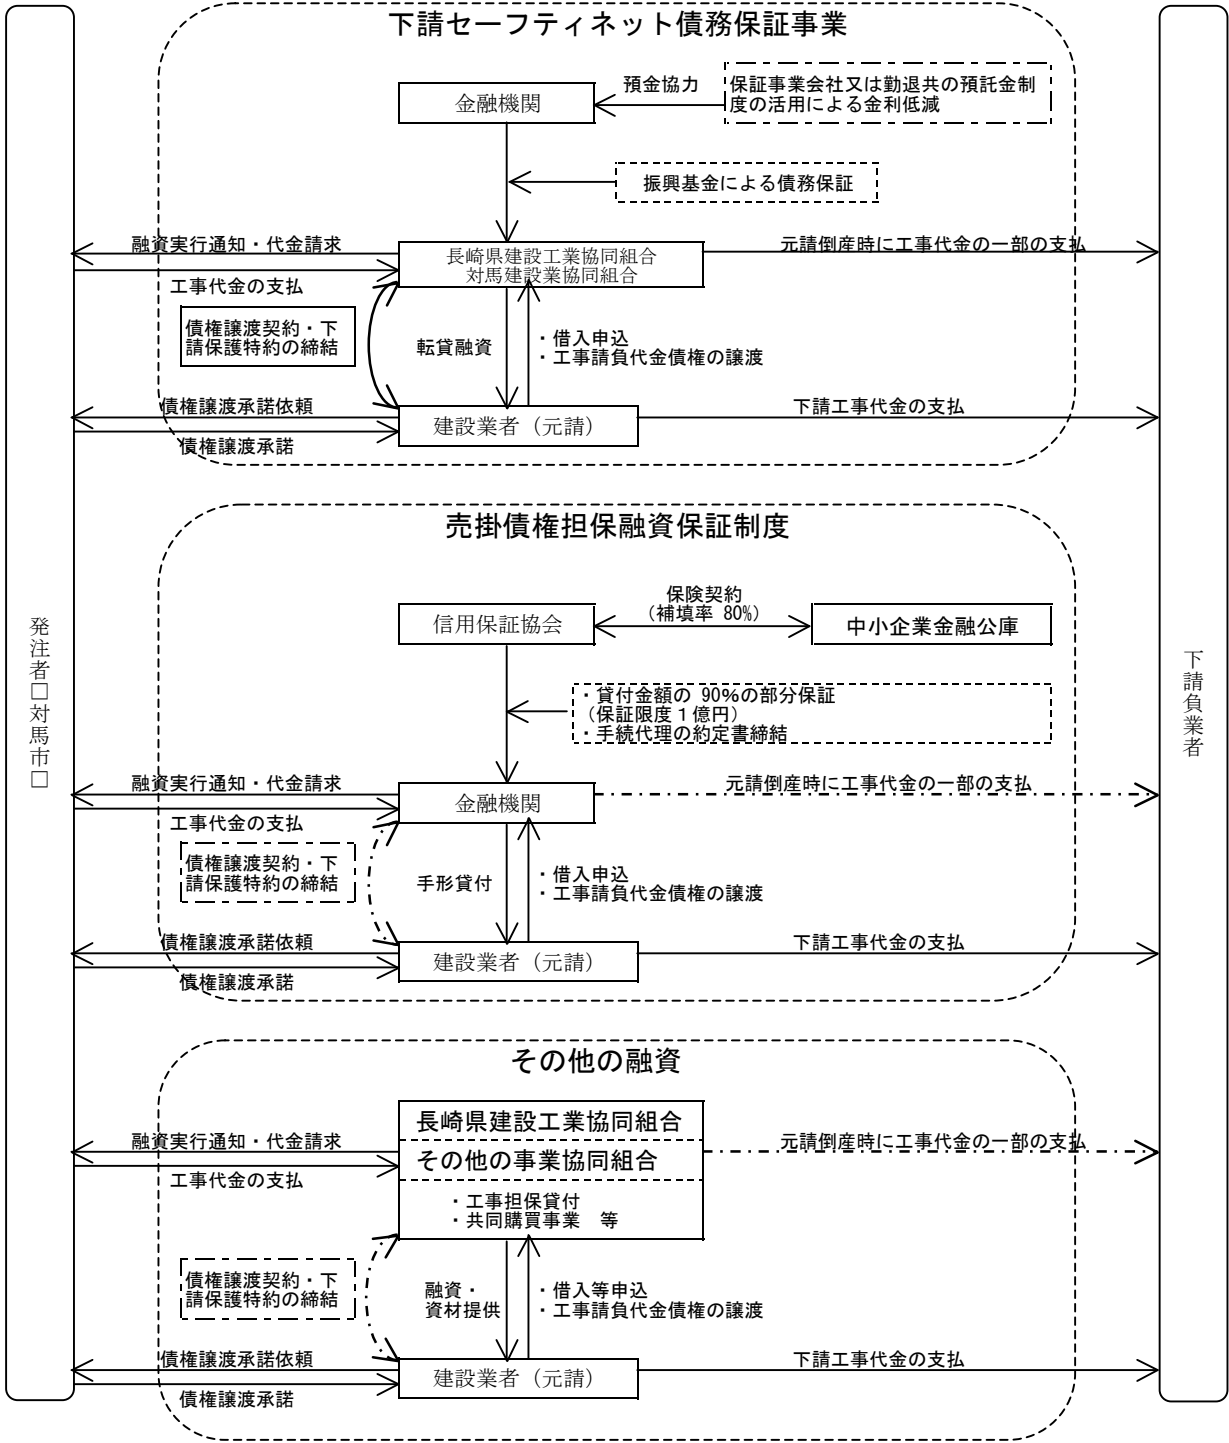 下請セーフティネット債務保証事業
金融機関
預金協力
保証事業会社又は勤退共の預託金制
度の活用による金利低減
振興基金による債務保証
融資実行通知・代金請求
長崎県建設工業協同組合
対馬建設業協同組合
元請倒産時に工事代金の一部の支払
工事代金の支払
債権譲渡契約・下
請保護特約の締結
転貸融資
・借入申込
・工事請負代金債権の譲渡
債権譲渡承諾依頼
建設業者（元請）
下請工事代金の支払
債権譲渡承諾
売掛債権担保融資保証制度
信用保証協会
保険契約
（補填率 80%）
中小企業金融公庫
・貸付金額の 90%の部分保証
（保証限度１億円）
・手続代理の約定書締結
融資実行通知・代金請求
金融機関
元請倒産時に工事代金の一部の支払
工事代金の支払
債権譲渡契約・下
請保護特約の締結
手形貸付
・借入申込
・工事請負代金債権の譲渡
債権譲渡承諾依頼
建設業者（元請）
下請工事代金の支払
債権譲渡承諾
その他の融資
長崎県建設工業協同組合
融資実行通知・代金請求
元請倒産時に工事代金の一部の支払
その他の事業協同組合
工事代金の支払
・工事担保貸付
・共同購買事業　等
債権譲渡契約・下
請保護特約の締結
融資・
資材提供
・借入等申込
・工事請負代金債権の譲渡
債権譲渡承諾依頼
建設業者（元請）
下請工事代金の支払
債権譲渡承諾
発注者□対馬市□
下請負業者